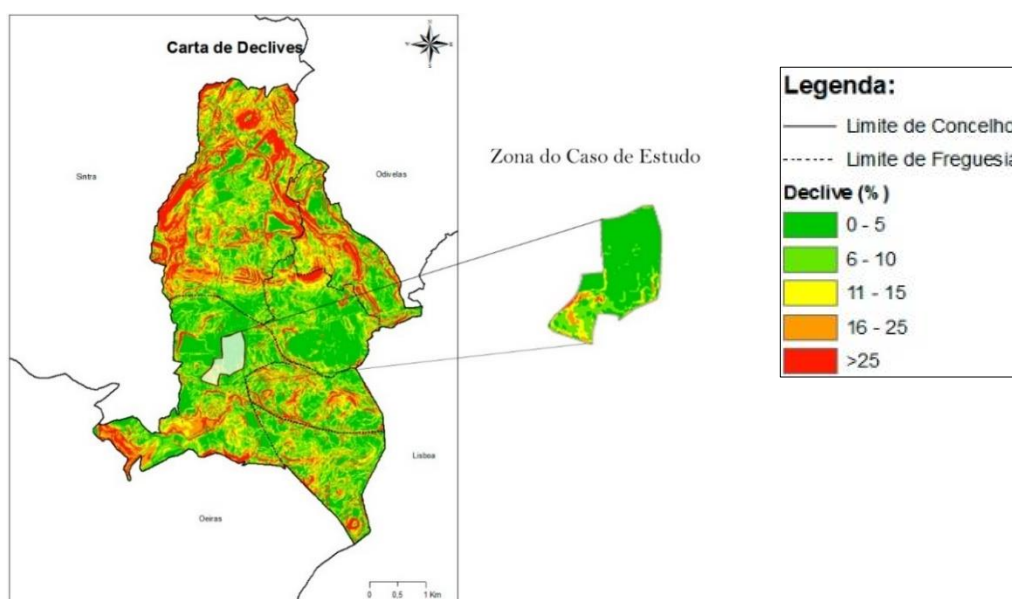 Carta de Declives
Sintra
Odivelas
Lisboa
Oeiras
0 0,5 1 Km
Zona do Caso de Estudo
Legenda:
Limite de Concelho
Limite de Freguesia
Declive (%)
0 - 5
6 - 10
11 - 15
16 - 25
>25